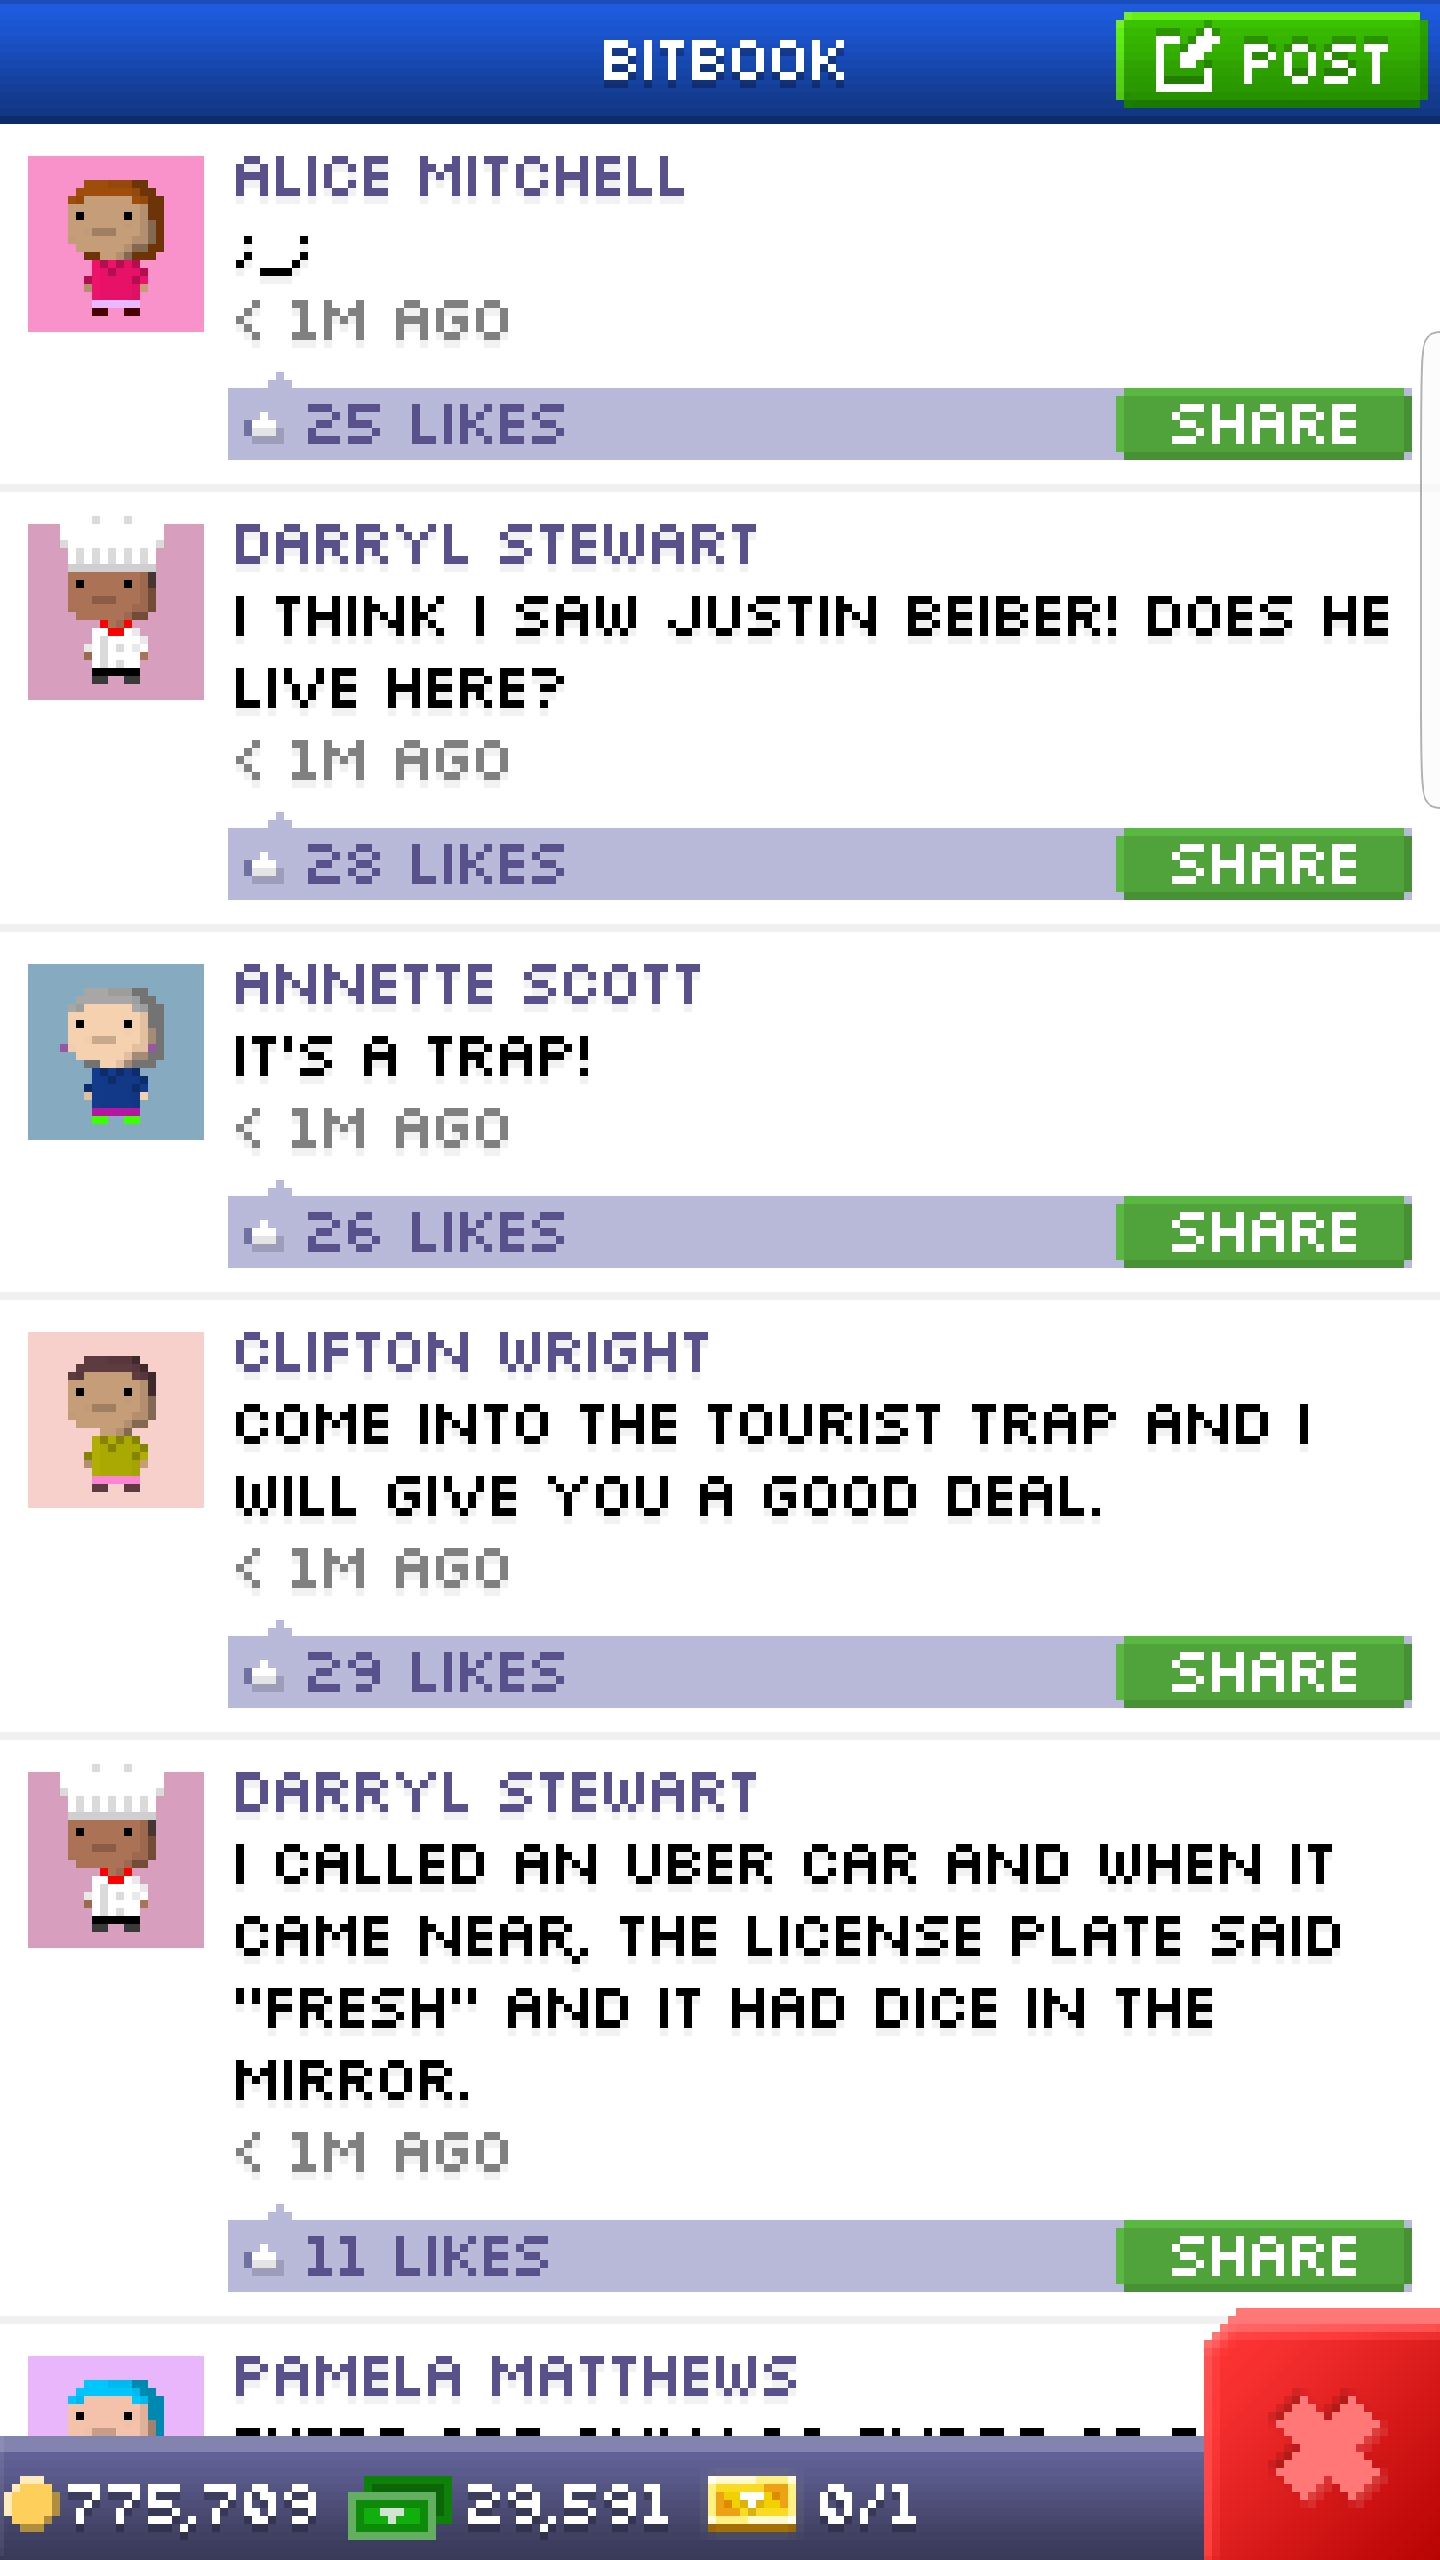 BITBOOK
POST
ALICE MITCHELL
;_;
< 1M AGO
25 LIKES
SHARE
DARRYL STEWART
I THINK I SAW JUSTIN BEIBER! DOES HE
LIVE HERE?
< 1M AGO
28 LIKES
SHARE
ANNETTE SCOTT
IT'S A TRAP!
< 1M AGO
26 LIKES
SHARE
CLIFTON WRIGHT
COME INTO THE TOURIST TRAP AND I
WILL GIVE YOU A GOOD DEAL.
< 1M AGO
29 LIKES
SHARE
DARRYL STEWART
I CALLED AN UBER CAR AND WHEN IT
CAME NEAR, THE LICENSE PLATE SAID
"FRESH" AND IT HAD DICE IN THE
MIRROR.
< 1M AGO
11 LIKES
SHARE
PAMELA MATTHEWS
775,709
29,591
0/1